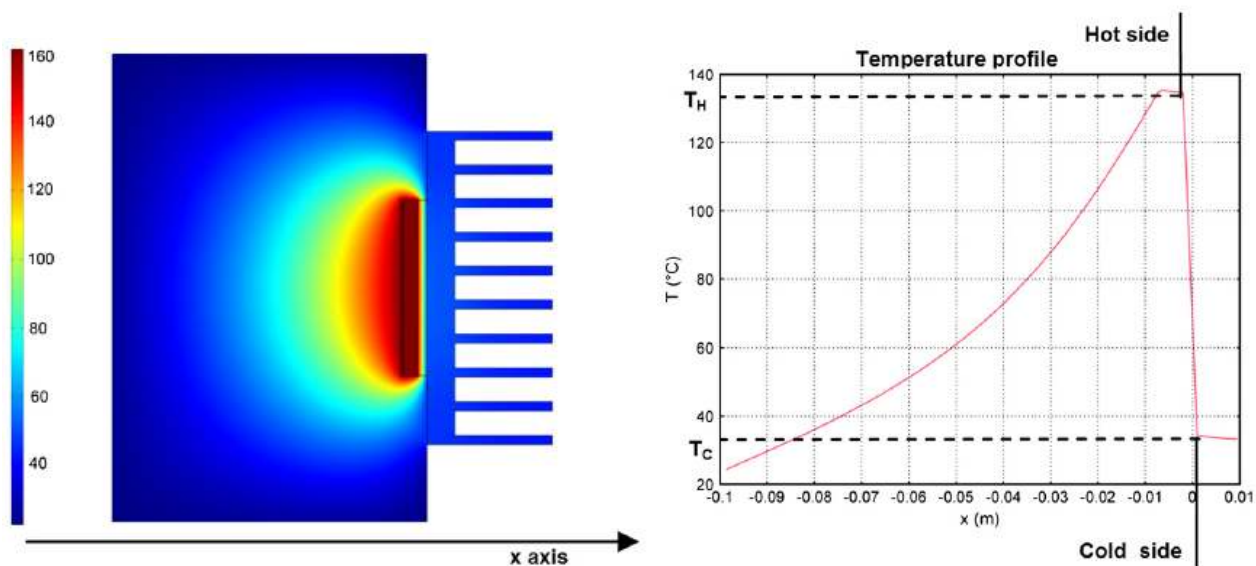 160
140
120
100
80
60
40
x axis
Hot side
Temperature profile
140
T_H
120
100
80
60
40
T_C
20
T (°C)
-0.1 -0.09 -0.08 -0.07 -0.06 -0.05 -0.04 -0.03 -0.02 -0.01 0 0.01
x (m)
Cold side